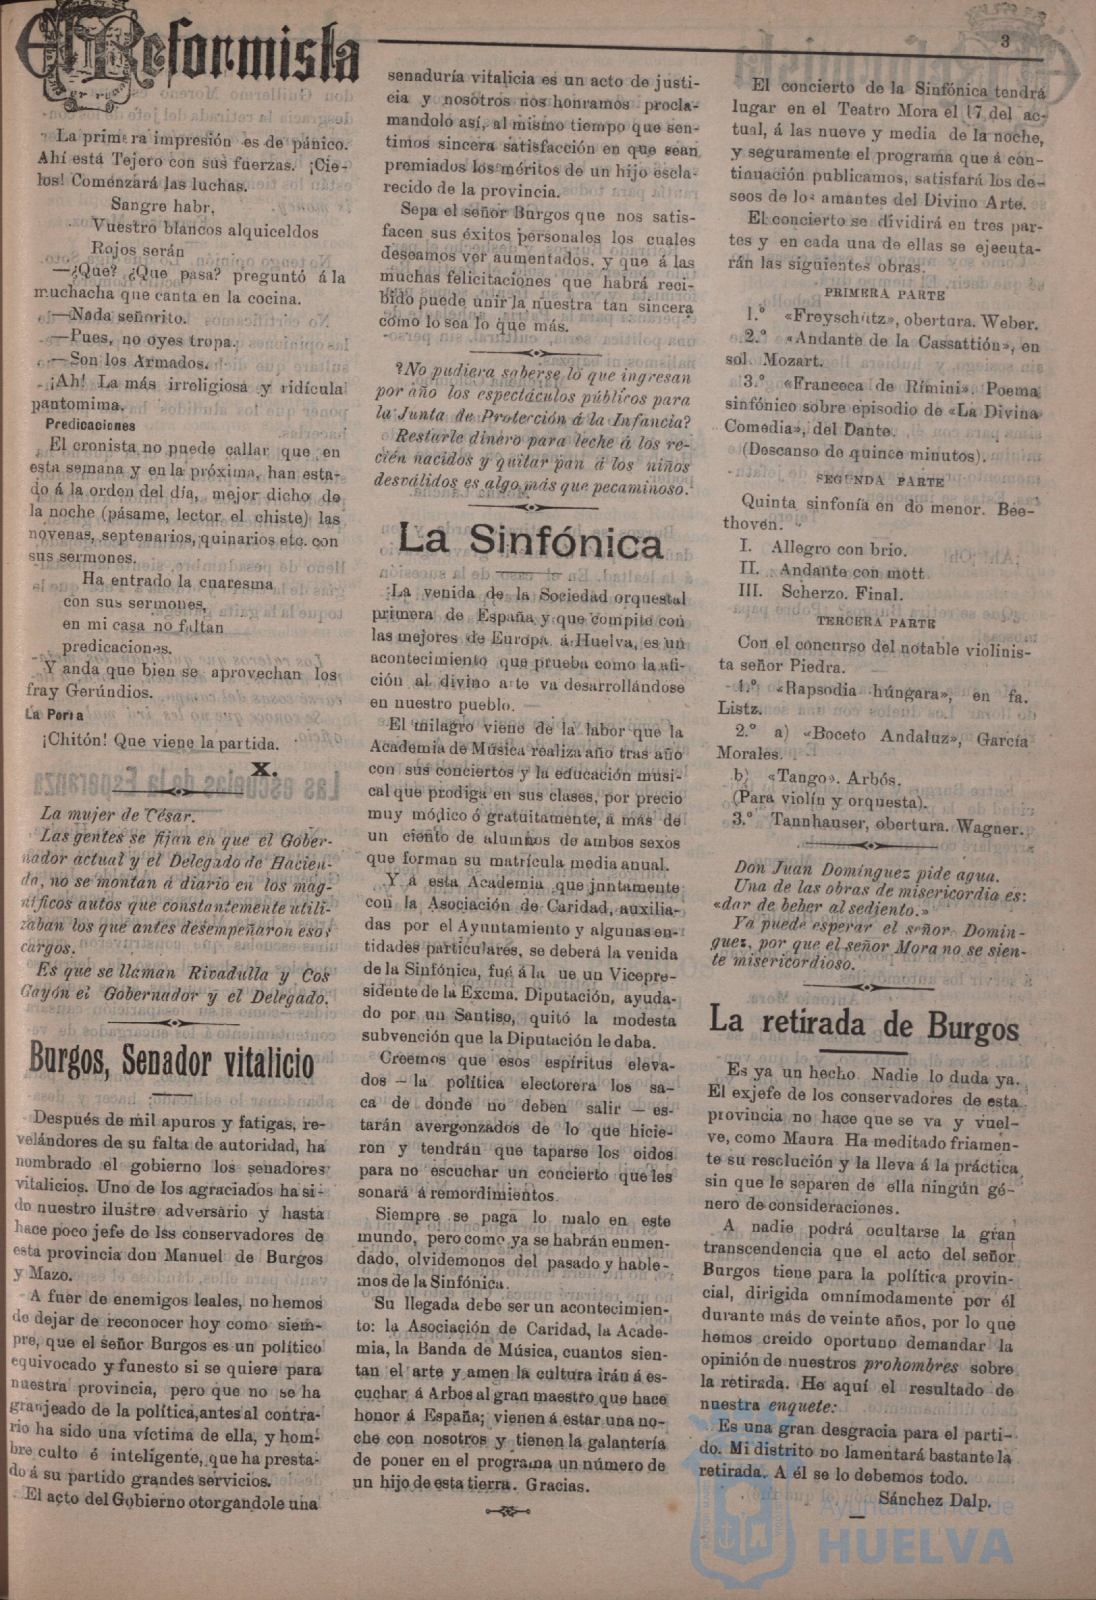 El Reformista
3
La primera impresión es de pánico.
Ahí está Tejero con sus fuerzas. ¡Cie-
los! Comenzará las luchas.
Sangre habr,
Vuestro blancos alquiceldos
Rojos serán
—¿Que? ¿Que pasa? preguntó á la
muchacha que canta en la cocina.
—Nada señorito.
—Pues, no oyes tropa.
—Son los Armados.
¡Ah! La más irreligiosa y ridícula
pantomima.
Predicaciones
El cronista no puede callar que en
esta semana y en la próxima, han esta-
do á la orden del día, mejor dicho de
la noche (pásame, lector el chiste) las
novenas, septenarios, quinarios etc. con
sus sermones.
Ha entrado la cuaresma
con sus sermones,
en mi casa no faltan
predicaciones.
Y anda que bien se aprovechan los
fray Gerúndios.
La Porra
¡Chitón! Que viene la partida.
X.
La mujer de César.
Las gentes se fijan en que el Gober-
nador actual y el Delegado de Hacien-
da, no se montan á diario en los mag-
níficos autos que constantemente utili-
zaban los que antes desempeñaron esos
cargos.
Es que se llaman Rivadulla y Cos
Gayón el Gobernador y el Delegado.
Burgos, Senador vitalicio
Después de mil apuros y fatigas, re-
velándores de su falta de autoridad, ha
nombrado el gobierno los senadores
vitalicios. Uno de los agraciados ha si-
do nuestro ilustre adversario y hasta
hace poco jefe de lss conservadores de
esta provincia don Manuel de Burgos
y Mazo.
A fuer de enemigos leales, no hemos
de dejar de reconocer hoy como siem-
pre, que el señor Burgos es un político
equivocado y funesto si se quiere para
nuestra provincia, pero que no se ha
granjeado de la política, antes al contra-
rio ha sido una víctima de ella, y hom-
bre culto é inteligente, que ha presta-
do á su partido grandes servicios.
El acto del Gobierno otorgándole una
senaduría vitalicia es un acto de justi-
cia y nosotros nos honramos procla-
mandolo así, al mismo tiempo que sen-
timos sincera satisfacción en que sean
premiados los méritos de un hijo escla-
recido de la provincia.
Sepa el señor Burgos que nos satis-
facen sus éxitos personales los cuales
deseamos ver aumentados, y que á las
muchas felicitaciones que habrá reci-
bido puede unir la nuestra tan sincera
cómo lo sea lo que más.
?No pudiera saberse lo que ingresan
por año los espectáculos públicos para
la Junta de Protección á la Infancia?
Restarle dinero para leche á los re-
cién nacidos y quitar pan á los niños
desválidos es algo más que pecaminoso.
La Sinfónica
La venida de la Sociedad orquestal
primera de España y que compite con
las mejores de Europa á Huelva, es un
acontecimiento que prueba como la afi-
ción al divino arte va desarrollándose
en nuestro pueblo.
El milagro viene de la labor que la
Academia de Música realiza año tras año
con sus conciertos y la educación musi-
cal que prodiga en sus clases, por precio
muy módico ó gratuitamente, á más de
un ciento de alumnos de ambos sexos
que forman su matrícula media anual.
Y á esta Academia que juntamente
con la Asociación de Caridad, auxilia-
das por el Ayuntamiento y algunas en-
tidades particulares, se deberá la venida
de la Sinfónica, fué á la ue un Vicepre-
sidente de la Excma. Diputación, ayuda-
do por un Santiso, quitó la modesta
subvención que la Diputación le daba.
Creemos que esos espíritus eleva-
dos — la política electorera los sa-
ca de donde no deben salir — es-
tarán avergonzados de lo que hicie-
ron y tendrán que taparse los oidos
para no escuchar un concierto que les
sonará á remordimientos.
Siempre se paga lo malo en este
mundo, pero como ya se habrán enmen-
dado, olvidemonos del pasado y hable-
mos de la Sinfónica.
Su llegada debe ser un acontecimien-
to: la Asociación de Caridad, la Acade-
mia, la Banda de Música, cuantos sien-
tan el arte y amen la cultura irán á es-
cuchar á Arbos al gran maestro que hace
honor á España; vienen á estar una no-
che con nosotros y tienen la galantería
de poner en el programa un número de
un hijo de esta tierra. Gracias.
El concierto de la Sinfónica tendrá
lugar en el Teatro Mora el 17 del ac-
tual, á las nueve y media de la noche,
y seguramente el programa que á con-
tinuación publicamos, satisfará los de-
seos de los amantes del Divino Arte.
El concierto se dividirá en tres par-
tes y en cada una de ellas se ejecuta-
rán las siguientes obras.
PRIMERA PARTE
1.º «Freyschutz», obertura. Weber.
2.º «Andante de la Cassattión», en
sol Mozart.
3.º «Franceca de Rímini». Poema
sinfónico sobre episodio de «La Divina
Comedia», del Dante.
(Descanso de quince minutos).
SEGUNDA PARTE
Quinta sinfonía en do menor. Bee-
thoven.
I. Allegro con brio.
II. Andante con mott
III. Scherzo. Final.
TERCERA PARTE
Con el concurso del notable violinis-
ta señor Piedra.
1.º «Rapsodia húngara», en fa.
Listz.
2.º a) «Boceto Andaluz», García
Morales.
b) «Tango». Arbós.
(Para violín y orquesta).
3.º Tannhauser, obertura. Wagner.
Don Juan Domínguez pide agua.
Una de las obras de misericordia es:
«dar de beber al sediento.»
Ya puede esperar el señor Domin-
guez, por que el señor Mora no se sien-
te misericordioso.
La retirada de Burgos
Es ya un hecho. Nadie lo duda ya.
El exjefe de los conservadores de esta
provincia no hace que se va y vuel-
ve, como Maura. Ha meditado friamen-
te su resolución y la lleva á la práctica
sin que le separen de ella ningún gé-
nero de consideraciones.
A nadie podrá ocultarse la gran
transcendencia que el acto del señor
Burgos tiene para la política provin-
cial, dirigida omnímodamente por él
durante más de veinte años, por lo que
hemos creido oportuno demandar la
opinión de nuestros prohombres sobre
la retirada. He aquí el resultado de
nuestra enquete:
Es una gran desgracia para el parti-
do. Mi distrito no lamentará bastante la
retirada. A él se lo debemos todo.
Sánchez Dalp.
Ayuntamiento de
HUELVA